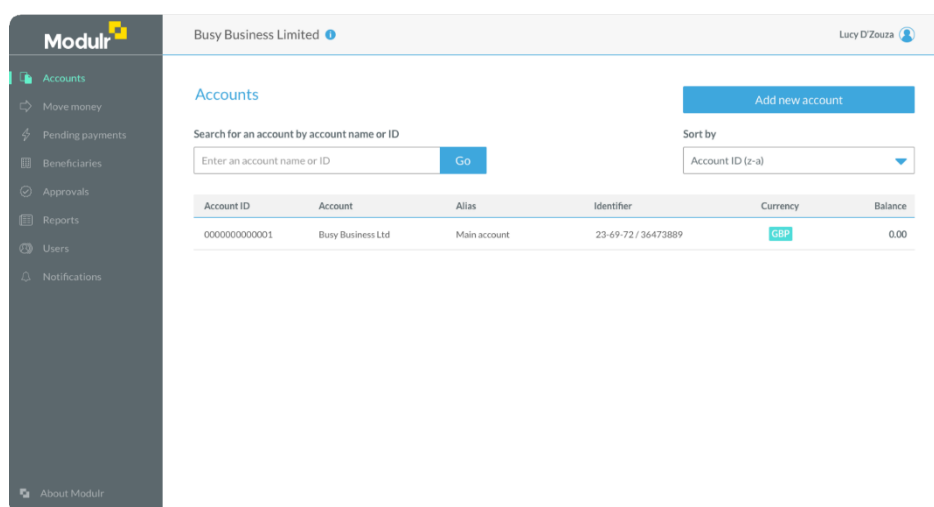 Modulr
Busy Business Limited
Lucy D'Zouza
Accounts
Move money
Pending payments
Beneficiaries
Approvals
Reports
Users
Notifications
About Modulr
Accounts
Add new account
Search for an account by account name or ID
Sort by
Enter an account name or ID
Go
Account ID (z-a)
Account ID Account Alias Identifier Currency Balance
0000000000001 Busy Business Ltd Main account 23-69-72 / 36473889 GBP 0.00